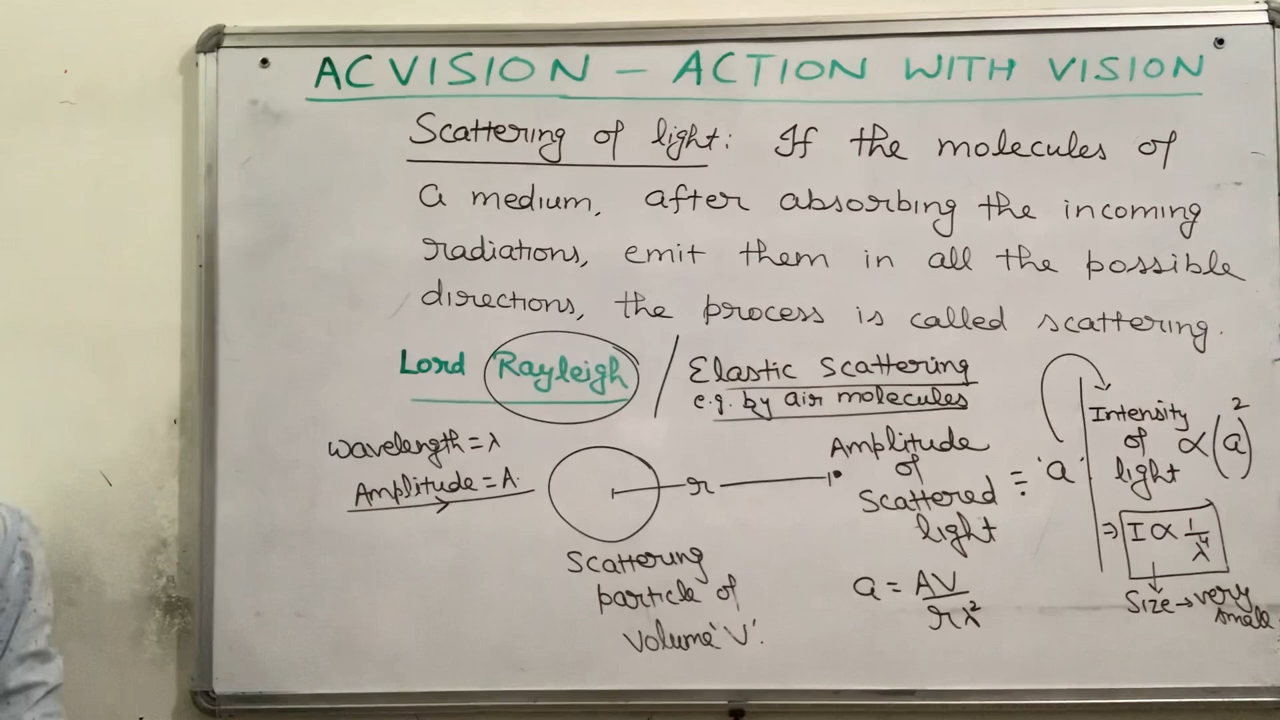 ACVISION - ACTION WITH VISION
Scattering of light: If the molecules of
a medium, after absorbing the incoming
radiations, emit them in all the possible
directions, the process is called scattering.
Lord Rayleigh / Elastic Scattering
e.g. by air molecules
Wavelength = λ
Amplitude = A.
r
Scattering
particle of
Volume 'V'.
Amplitude
of
Scattered
light
= 'a'
a = AV/rλ²
Intensity
of
light
∝ (a)²
⇒ I ∝ 1/λ⁴
Size → very
small